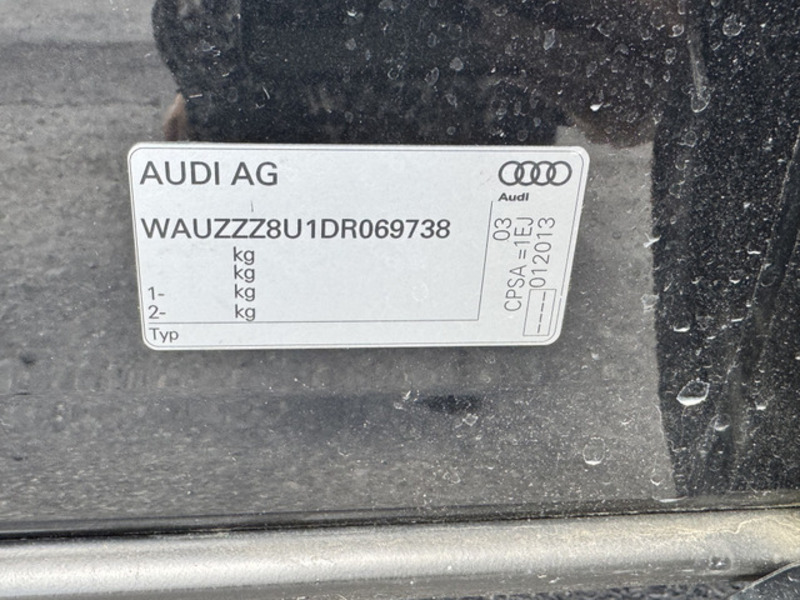 AUDI AG
Audi
WAUZZZ8U1DR069738
kg
kg
1- kg
2- kg
Typ
03
CPSA =1EJ
----012013